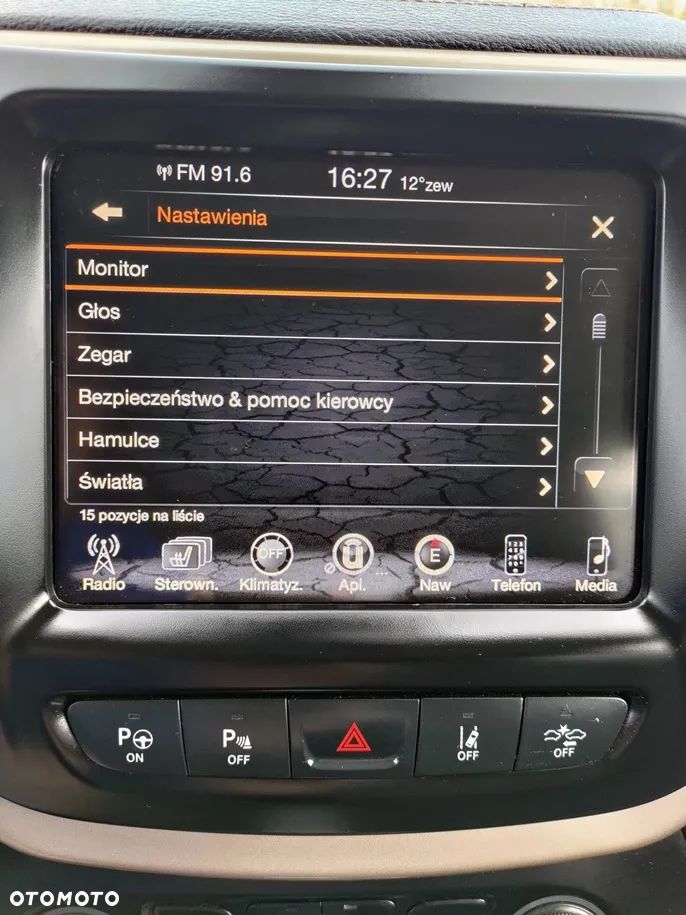 FM 91.6 16:27 12°zew
Nastawienia
Monitor
Głos
Zegar
Bezpieczeństwo & pomoc kierowcy
Hamulce
Światła
15 pozycje na liście
OFF U E
Radio Sterown. Klimatyz. Apl. ... Naw Telefon Media
P ON
P OFF
OFF
OFF
OTOMOTO